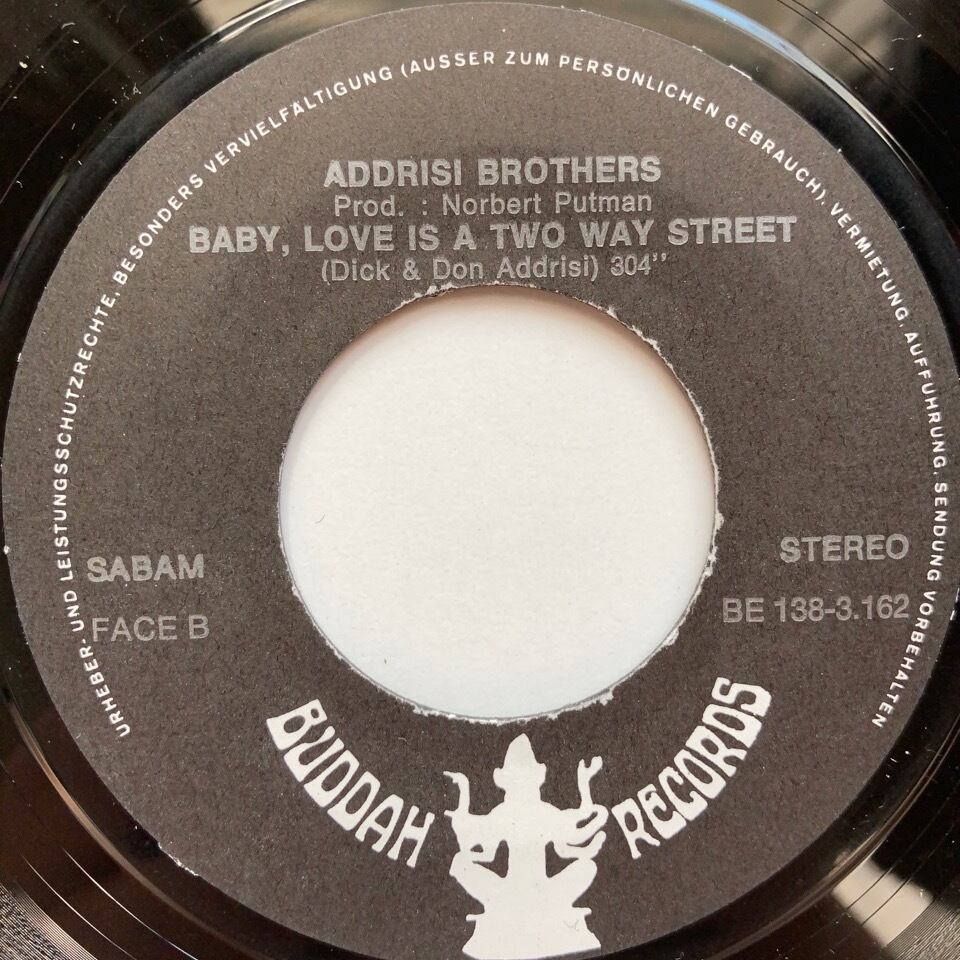 URHEBER- UND LEISTUNGSSCHUTZRECHTE, BESONDERS VERVIELFÄLTIGUNG (AUSSER ZUM PERSÖNLICHEN GEBRAUCH), VERMIETUNG, AUFFÜHRUNG, SENDUNG VORBEHALTEN
ADDRISI BROTHERS
Prod. : Norbert Putman
BABY, LOVE IS A TWO WAY STREET
(Dick & Don Addrisi) 304"
SABAM
STEREO
FACE B
BE 138-3.162
BUDDAH RECORDS